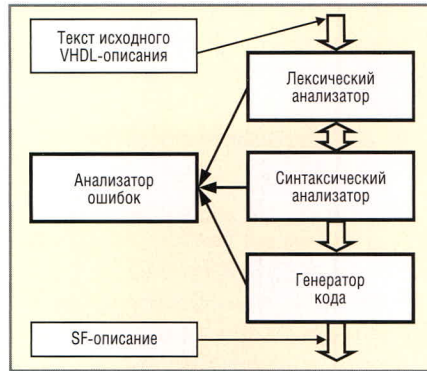 Текст исходного
VHDL-описания
Лексический
анализатор
Анализатор
ошибок
Синтаксический
анализатор
Генератор
кода
SF-описание